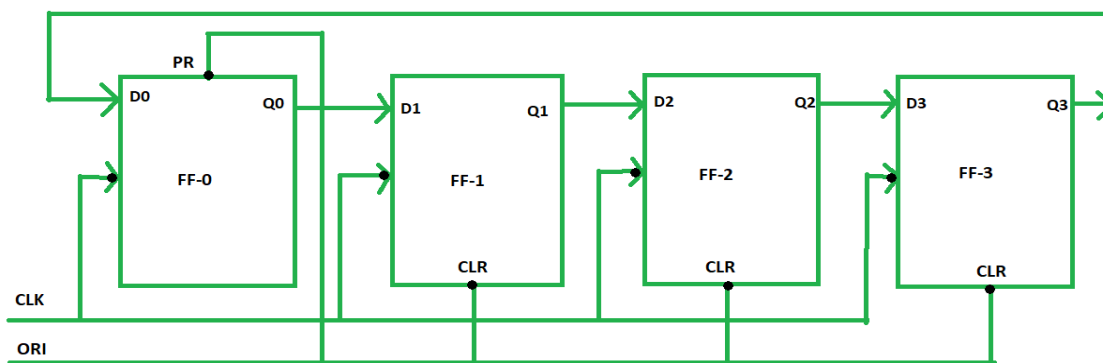 PR
D0
Q0
D1
Q1
D2
Q2
D3
Q3
FF-0
FF-1
FF-2
FF-3
CLR
CLR
CLR
CLK
ORI